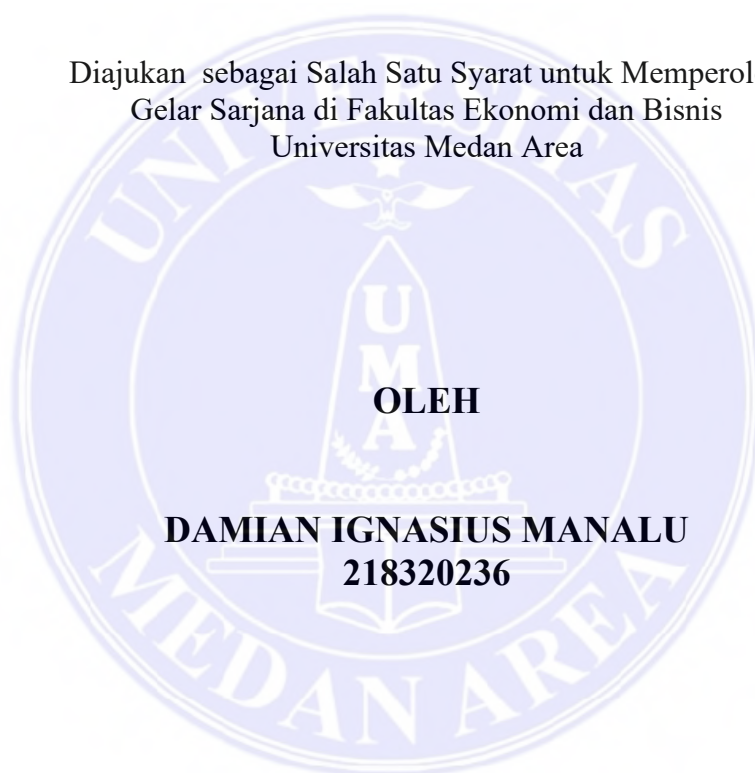 Diajukan sebagai Salah Satu Syarat untuk Memperol
Gelar Sarjana di Fakultas Ekonomi dan Bisnis
Universitas Medan Area
UNIVERSITAS
UMA
OLEH
DAMIAN IGNASIUS MANALU
218320236
MEDAN AREA